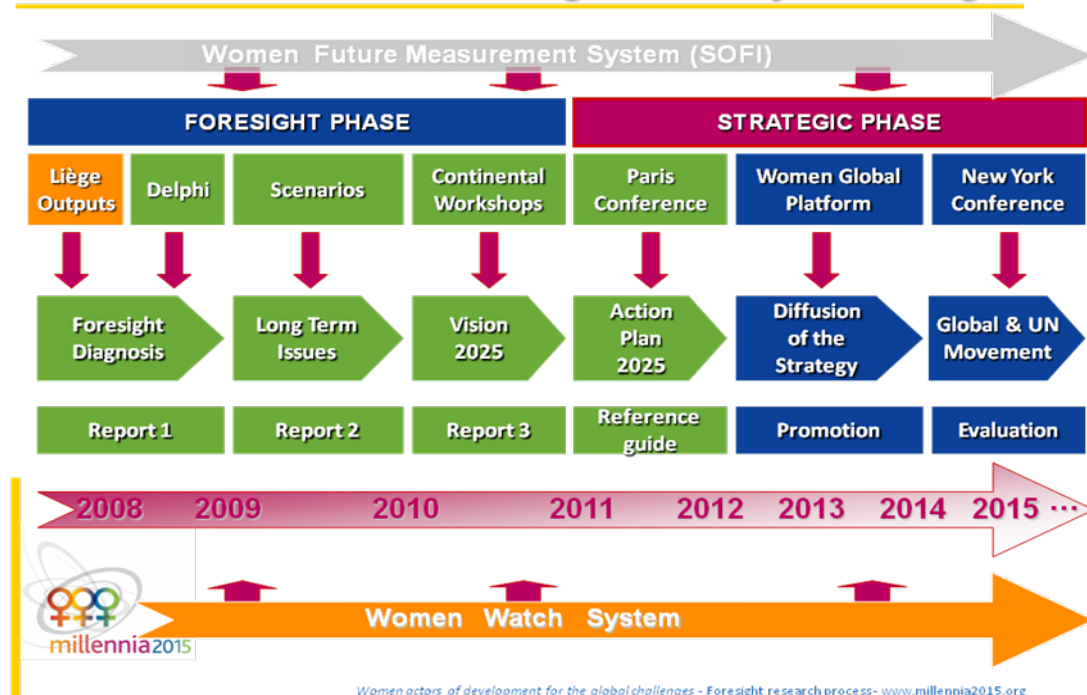 Women Future Measurement System (SOFI)
FORESIGHT PHASE
STRATEGIC PHASE
Liège
Outputs
Delphi
Scenarios
Continental
Workshops
Paris
Conference
Women Global
Platform
New York
Conference
Foresight
Diagnosis
Long Term
Issues
Vision
2025
Action
Plan
2025
Diffusion
of the
Strategy
Global & UN
Movement
Report 1
Report 2
Report 3
Reference
guide
Promotion
Evaluation
2008 2009 2010 2011 2012 2013 2014 2015 ...
Women Watch System
millennia2015
Women actors of development for the global challenges - Foresight research process- www.millennia2015.org